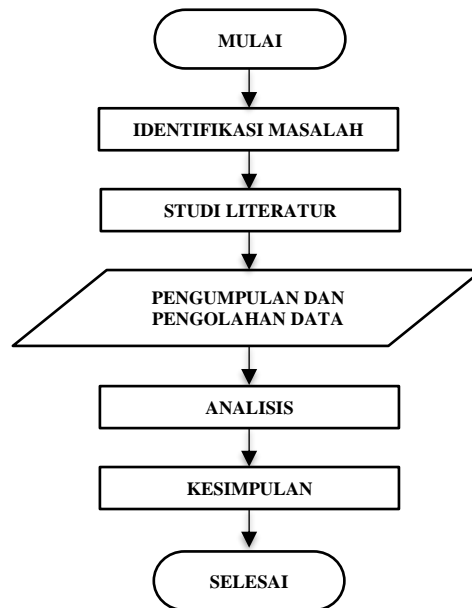 MULAI
IDENTIFIKASI MASALAH
STUDI LITERATUR
PENGUMPULAN DAN
PENGOLAHAN DATA
ANALISIS
KESIMPULAN
SELESAI